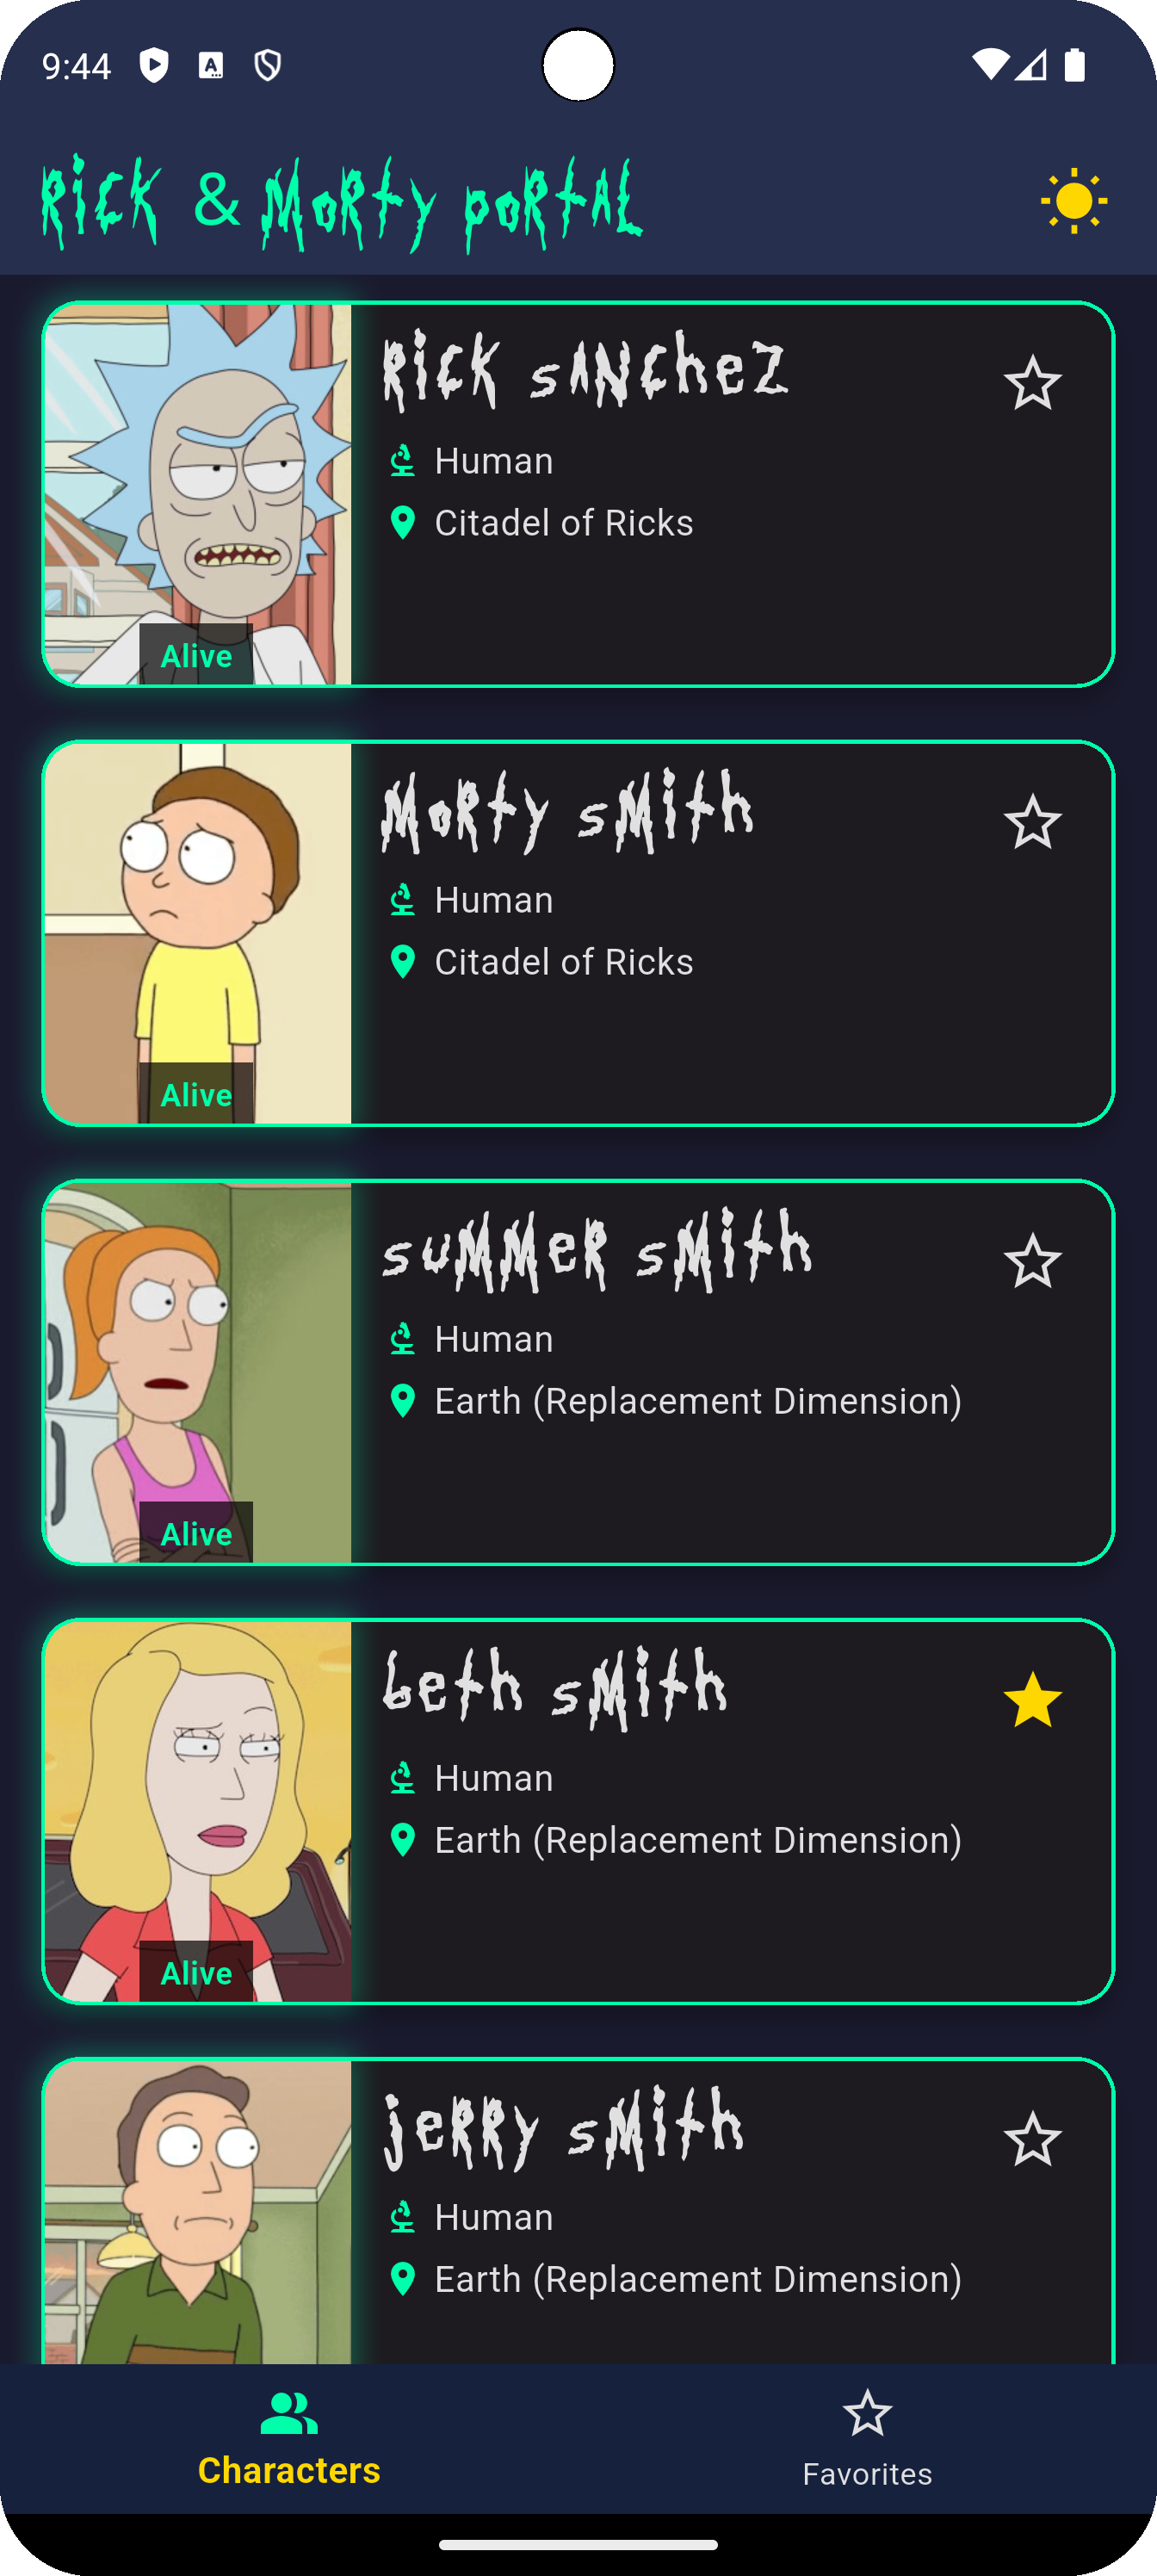 9:44
Rick & Morty Portal
Rick Sanchez
Human
Citadel of Ricks
Alive
Morty Smith
Human
Citadel of Ricks
Alive
Summer Smith
Human
Earth (Replacement Dimension)
Alive
Beth Smith
Human
Earth (Replacement Dimension)
Alive
Jerry Smith
Human
Earth (Replacement Dimension)
Characters
Favorites